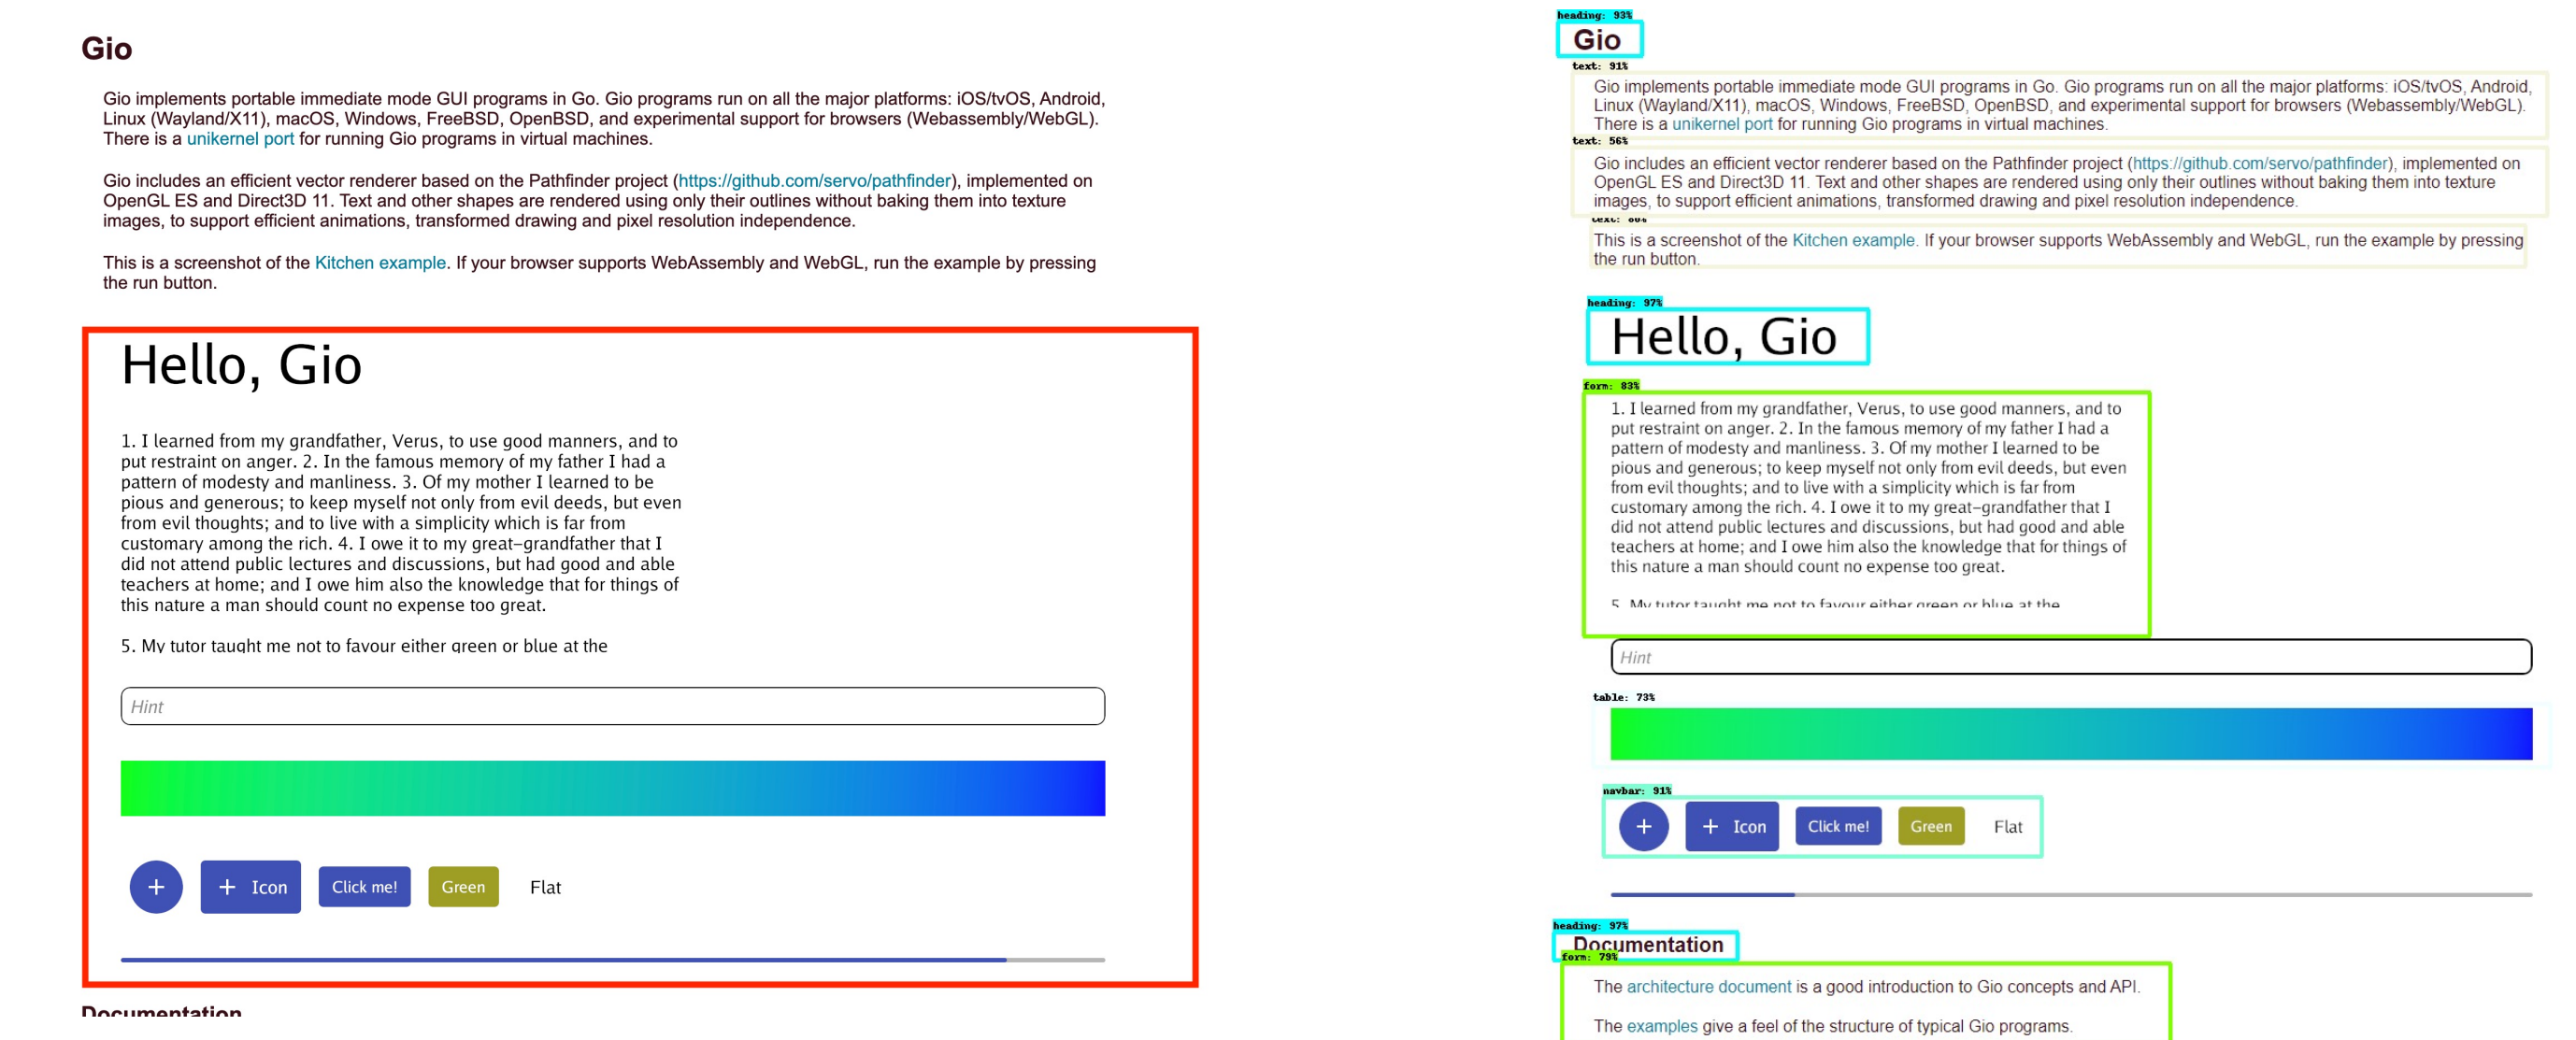 Gio
Gio implements portable immediate mode GUI programs in Go. Gio programs run on all the major platforms: iOS/tvOS, Android,
Linux (Wayland/X11), macOS, Windows, FreeBSD, OpenBSD, and experimental support for browsers (Webassembly/WebGL).
There is a unikernel port for running Gio programs in virtual machines.
Gio includes an efficient vector renderer based on the Pathfinder project (https://github.com/servo/pathfinder), implemented on
OpenGL ES and Direct3D 11. Text and other shapes are rendered using only their outlines without baking them into texture
images, to support efficient animations, transformed drawing and pixel resolution independence.
This is a screenshot of the Kitchen example. If your browser supports WebAssembly and WebGL, run the example by pressing
the run button.
Hello, Gio
1. I learned from my grandfather, Verus, to use good manners, and to
put restraint on anger. 2. In the famous memory of my father I had a
pattern of modesty and manliness. 3. Of my mother I learned to be
pious and generous; to keep myself not only from evil deeds, but even
from evil thoughts; and to live with a simplicity which is far from
customary among the rich. 4. I owe it to my great-grandfather that I
did not attend public lectures and discussions, but had good and able
teachers at home; and I owe him also the knowledge that for things of
this nature a man should count no expense too great.
5. My tutor taught me not to favour either green or blue at the
Hint
+ + Icon Click me! Green Flat
Documentation
heading: 93%
Gio
text: 91%
Gio implements portable immediate mode GUI programs in Go. Gio programs run on all the major platforms: iOS/tvOS, Android,
Linux (Wayland/X11), macOS, Windows, FreeBSD, OpenBSD, and experimental support for browsers (Webassembly/WebGL).
There is a unikernel port for running Gio programs in virtual machines.
text: 56%
Gio includes an efficient vector renderer based on the Pathfinder project (https://github.com/servo/pathfinder), implemented on
OpenGL ES and Direct3D 11. Text and other shapes are rendered using only their outlines without baking them into texture
images, to support efficient animations, transformed drawing and pixel resolution independence.
text:
This is a screenshot of the Kitchen example. If your browser supports WebAssembly and WebGL, run the example by pressing
the run button.
heading: 97%
Hello, Gio
form: 83%
1. I learned from my grandfather, Verus, to use good manners, and to
put restraint on anger. 2. In the famous memory of my father I had a
pattern of modesty and manliness. 3. Of my mother I learned to be
pious and generous; to keep myself not only from evil deeds, but even
from evil thoughts; and to live with a simplicity which is far from
customary among the rich. 4. I owe it to my great-grandfather that I
did not attend public lectures and discussions, but had good and able
teachers at home; and I owe him also the knowledge that for things of
this nature a man should count no expense too great.
5. My tutor taught me not to favour either green or blue at the
Hint
table: 73%
navbar: 91%
+ + Icon Click me! Green Flat
heading: 97%
Documentation
form: 79%
The architecture document is a good introduction to Gio concepts and API.
The examples give a feel of the structure of typical Gio programs.